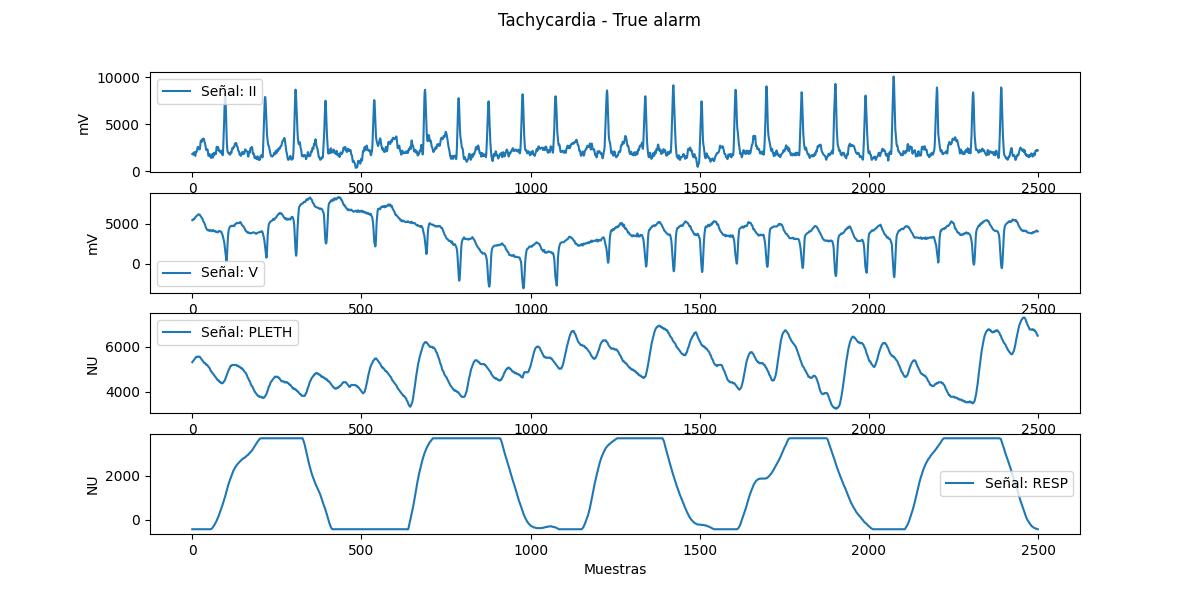 Tachycardia - True alarm
10000
5000
0
mV
Señal: II
0 500 1000 1500 2000 2500
5000
0
mV
Señal: V
0 500 1000 1500 2000 2500
6000
4000
NU
Señal: PLETH
0 500 1000 1500 2000 2500
2000
0
NU
Señal: RESP
0 500 1000 1500 2000 2500
Muestras